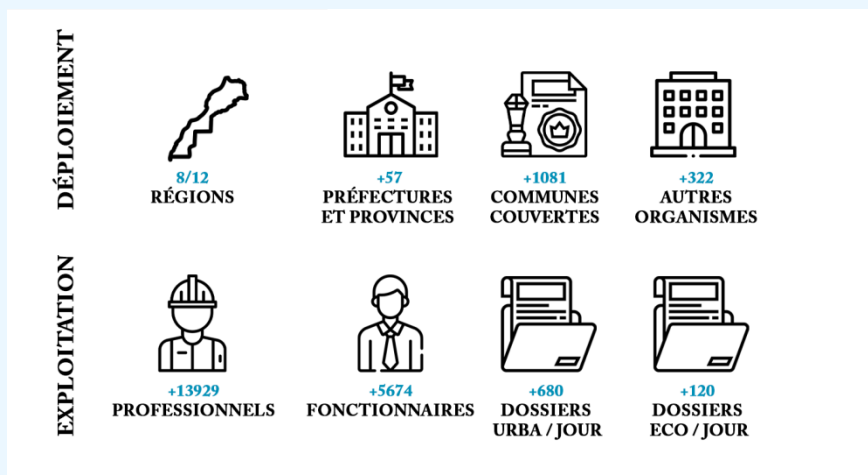 DÉPLOIEMENT
8/12
RÉGIONS
+57
PRÉFECTURES
ET PROVINCES
+1081
COMMUNES
COUVERTES
+322
AUTRES
ORGANISMES
EXPLOITATION
+13929
PROFESSIONNELS
+5674
FONCTIONNAIRES
+680
DOSSIERS
URBA / JOUR
+120
DOSSIERS
ECO / JOUR